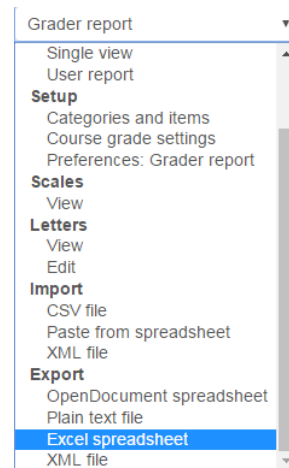 Grader report
Single view
User report
Setup
Categories and items
Course grade settings
Preferences: Grader report
Scales
View
Letters
View
Edit
Import
CSV file
Paste from spreadsheet
XML file
Export
OpenDocument spreadsheet
Plain text file
Excel spreadsheet
XML file